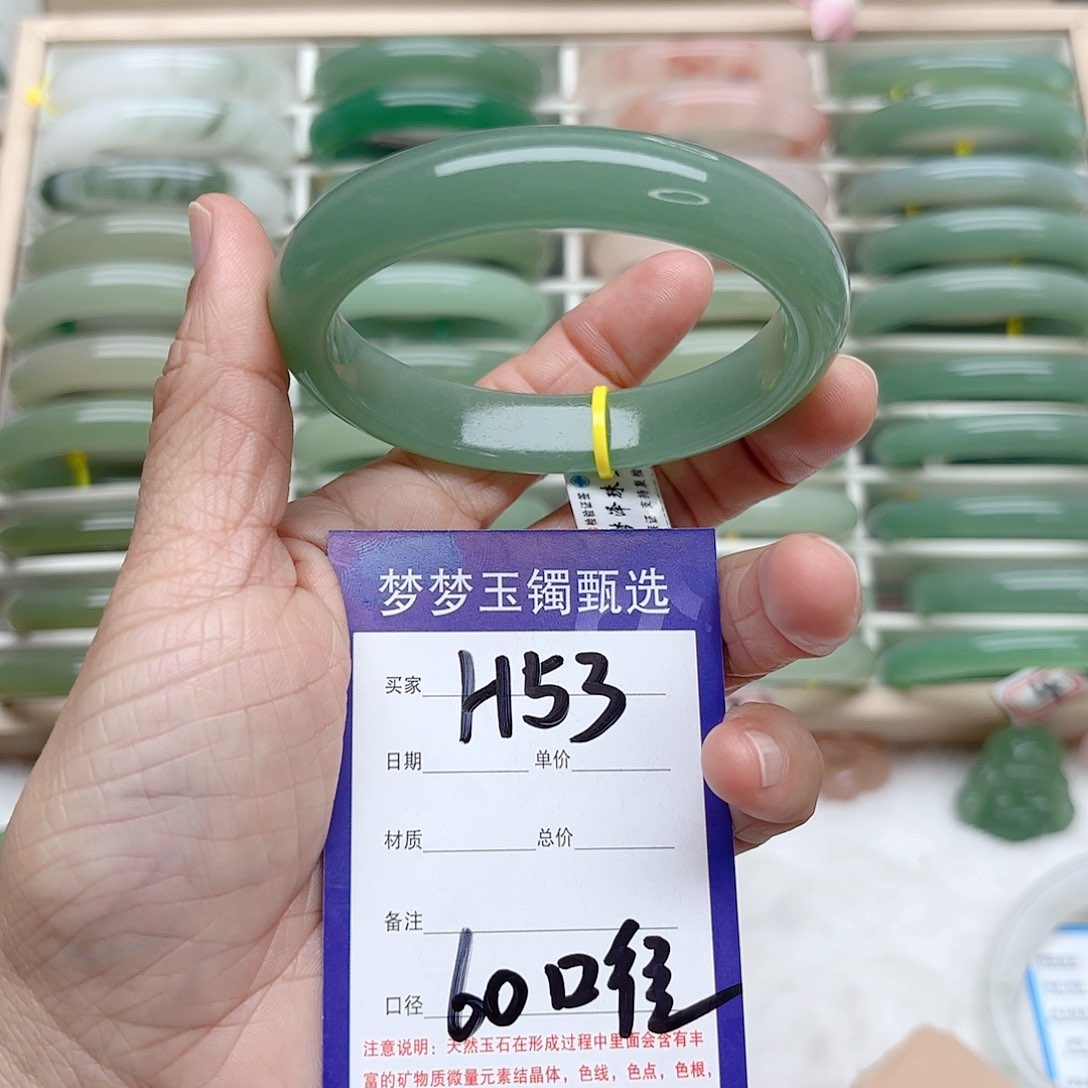 梦梦玉镯甄选
买家 H53
日期 单价
材质 总价
备注
口径 60口径
注意说明：天然玉石在形成过程中里面会含有丰
富的矿物质微量元素结晶体，色线，色点，色根，